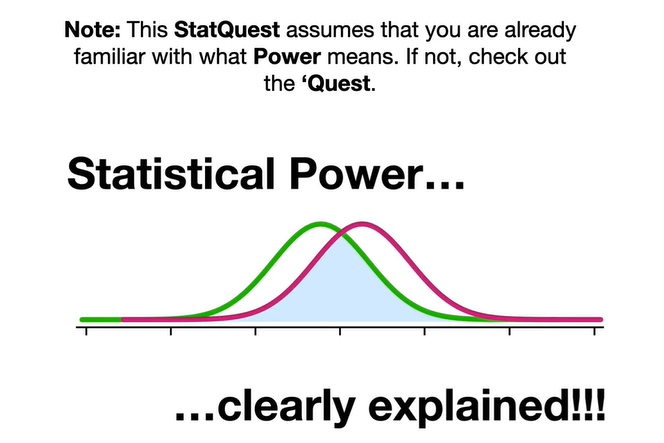 Note: This StatQuest assumes that you are already
familiar with what Power means. If not, check out
the ‘Quest.
Statistical Power...
...clearly explained!!!